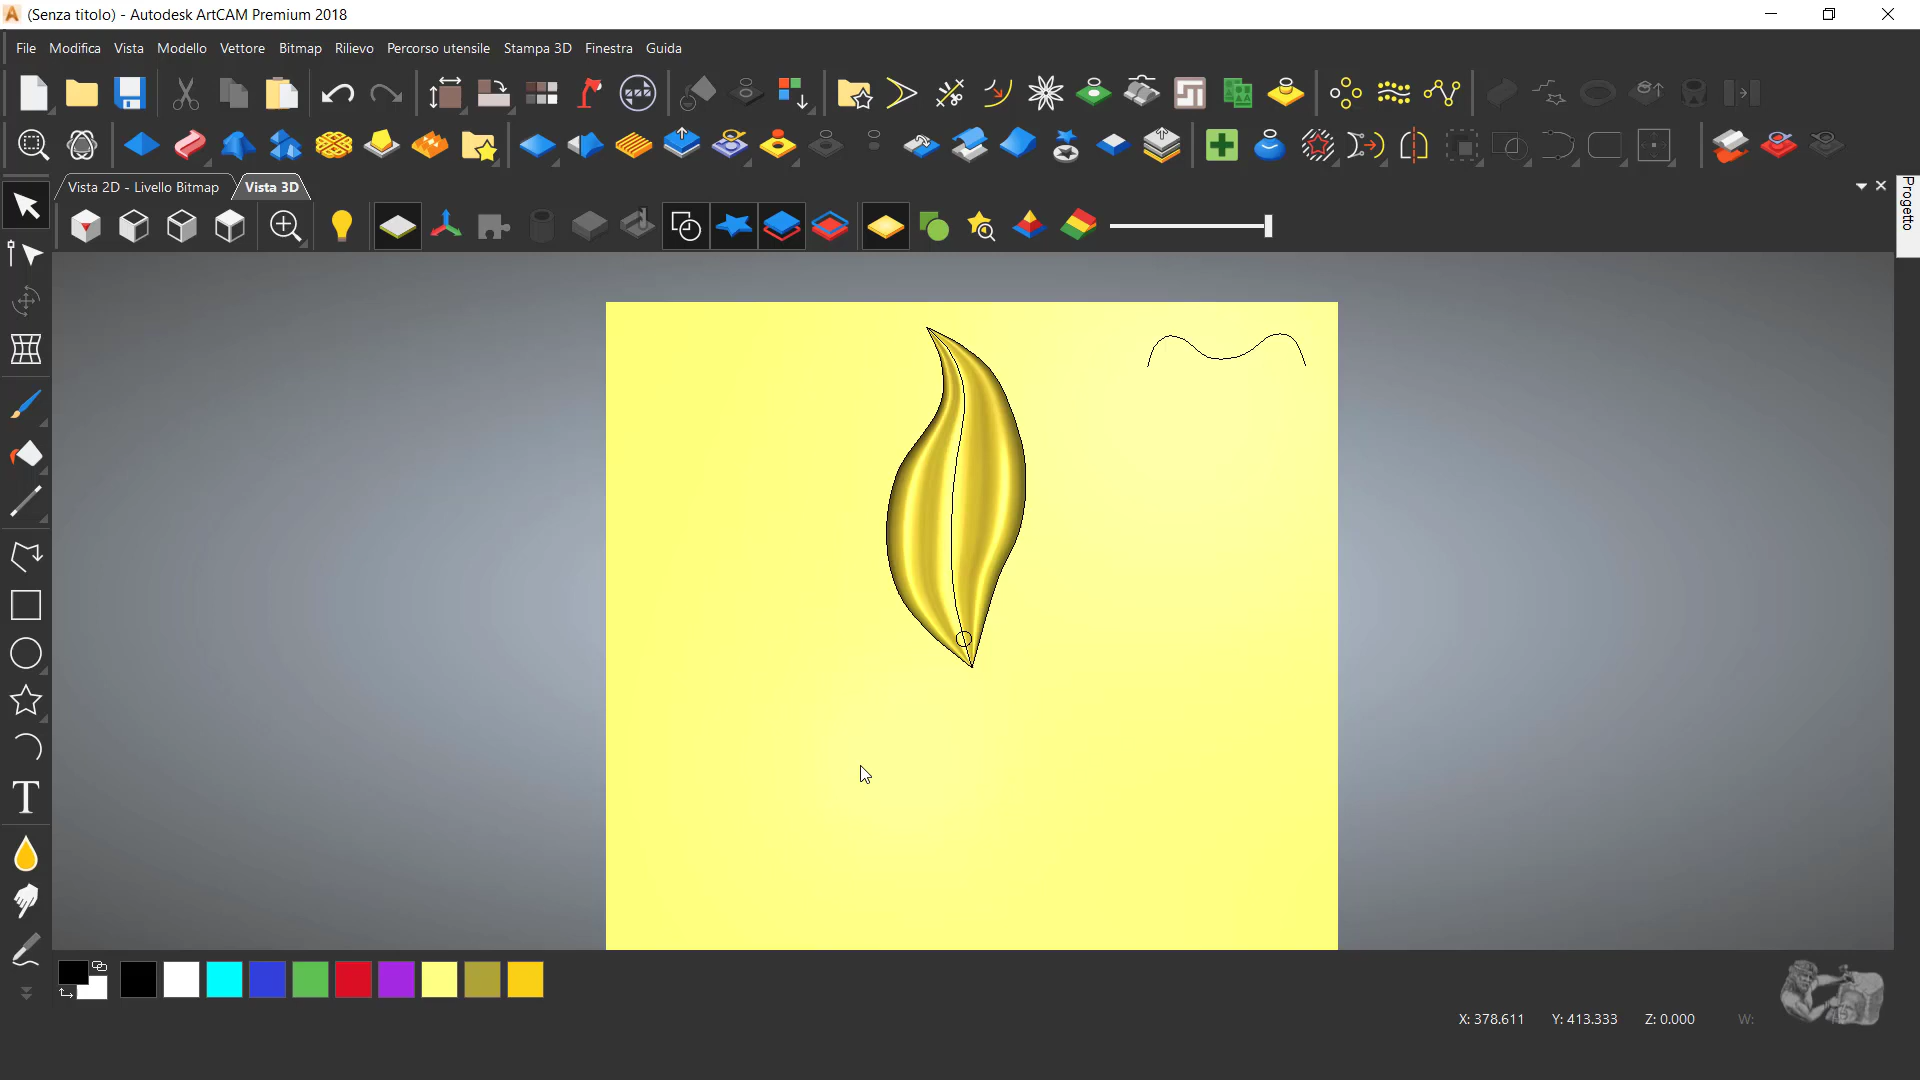 (Senza titolo) - Autodesk ArtCAM Premium 2018
File Modifica Vista Modello Vettore Bitmap Rilievo Percorso utensile Stampa 3D Finestra Guida
Vista 2D - Livello Bitmap Vista 3D
Progetto
T
X: 378.611 Y: 413.333 Z: 0.000 W: